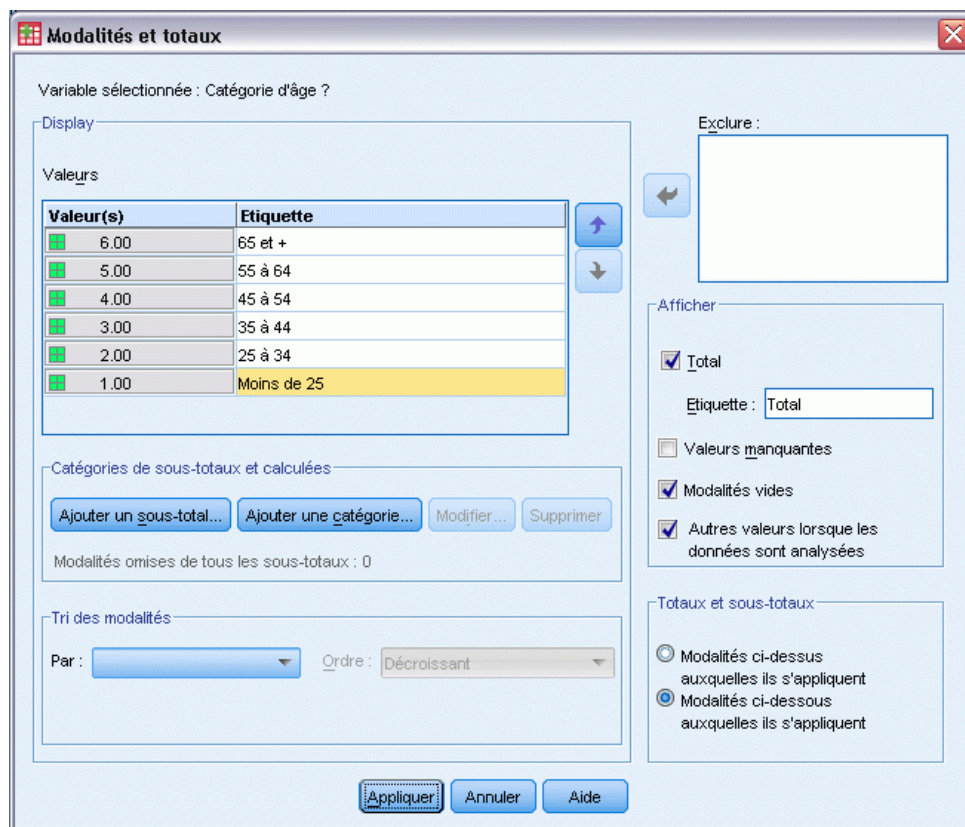 Modalités et totaux
Variable sélectionnée : Catégorie d'âge ?
Display
Valeurs
Valeur(s) Etiquette
6.00 65 et +
5.00 55 à 64
4.00 45 à 54
3.00 35 à 44
2.00 25 à 34
1.00 Moins de 25
Catégories de sous-totaux et calculées
Ajouter un sous-total... Ajouter une catégorie... Modifier... Supprimer
Modalités omises de tous les sous-totaux : 0
Tri des modalités
Par : Ordre : Décroissant
Exclure :
Afficher
Total
Etiquette : Total
Valeurs manquantes
Modalités vides
Autres valeurs lorsque les
données sont analysées
Totaux et sous-totaux
Modalités ci-dessus
auxquelles ils s'appliquent
Modalités ci-dessous
auxquelles ils s'appliquent
Appliquer Annuler Aide